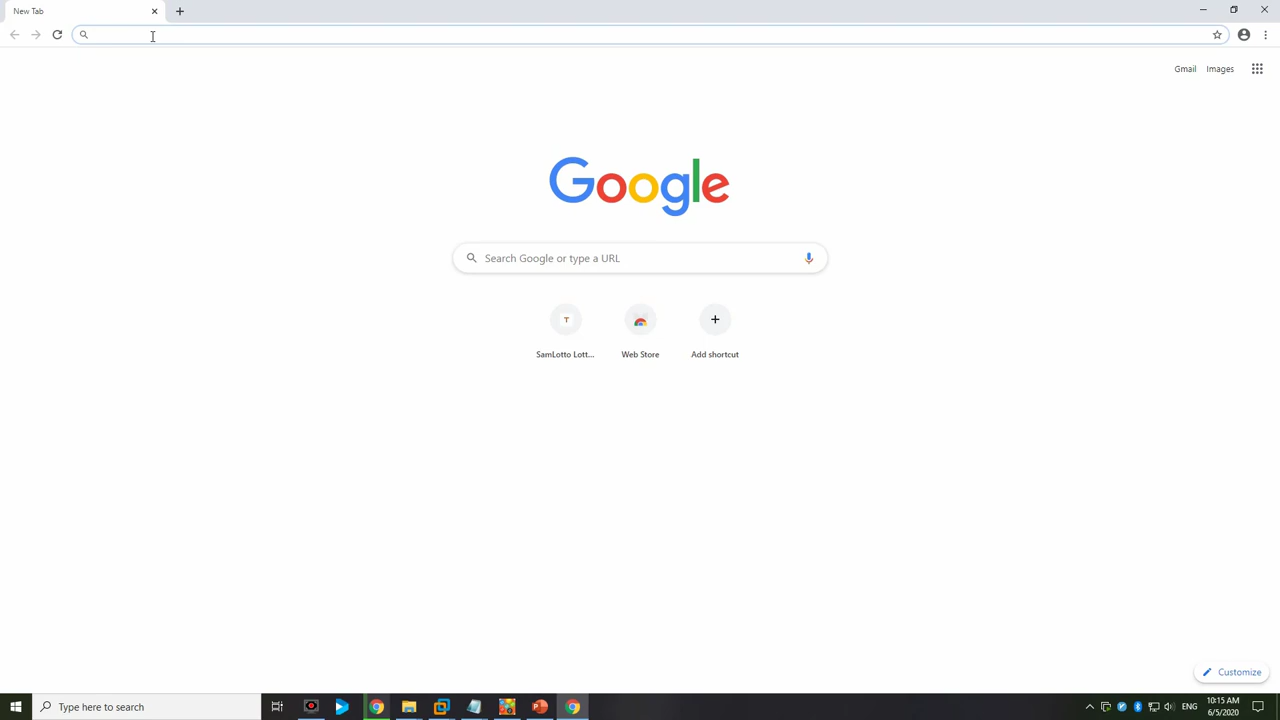 New Tab
Gmail Images
Google
Search Google or type a URL
T
SamLotto Lott... Web Store Add shortcut
Customize
Type here to search
ENG
10:15 AM
6/5/2020